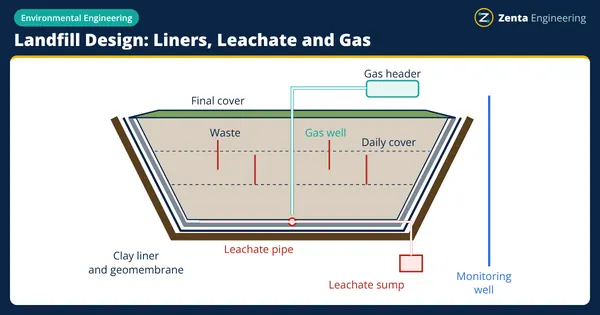 Environmental Engineering
Zenta Engineering
Landfill Design: Liners, Leachate and Gas
Gas header
Final cover
Waste
Gas well
Daily cover
Leachate pipe
Clay liner
and geomembrane
Leachate sump
Monitoring
well